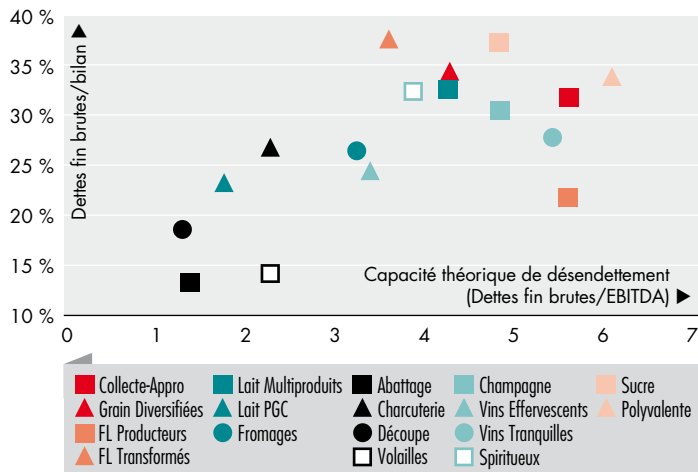 40 %
35 %
30 %
25 %
20 %
15 %
10 %
Dettes fin brutes/bilan
Capacité théorique de désendettement
(Dettes fin brutes/EBITDA)
0 1 2 3 4 5 6 7
Collecte-Appro Lait Multiproduits Abattage Champagne Sucre
Grain Diversifiées Lait PGC Charcuterie Vins Effervescents Polyvalente
FL Producteurs Fromages Découpe Vins Tranquilles
FL Transformés Volailles Spiritueux